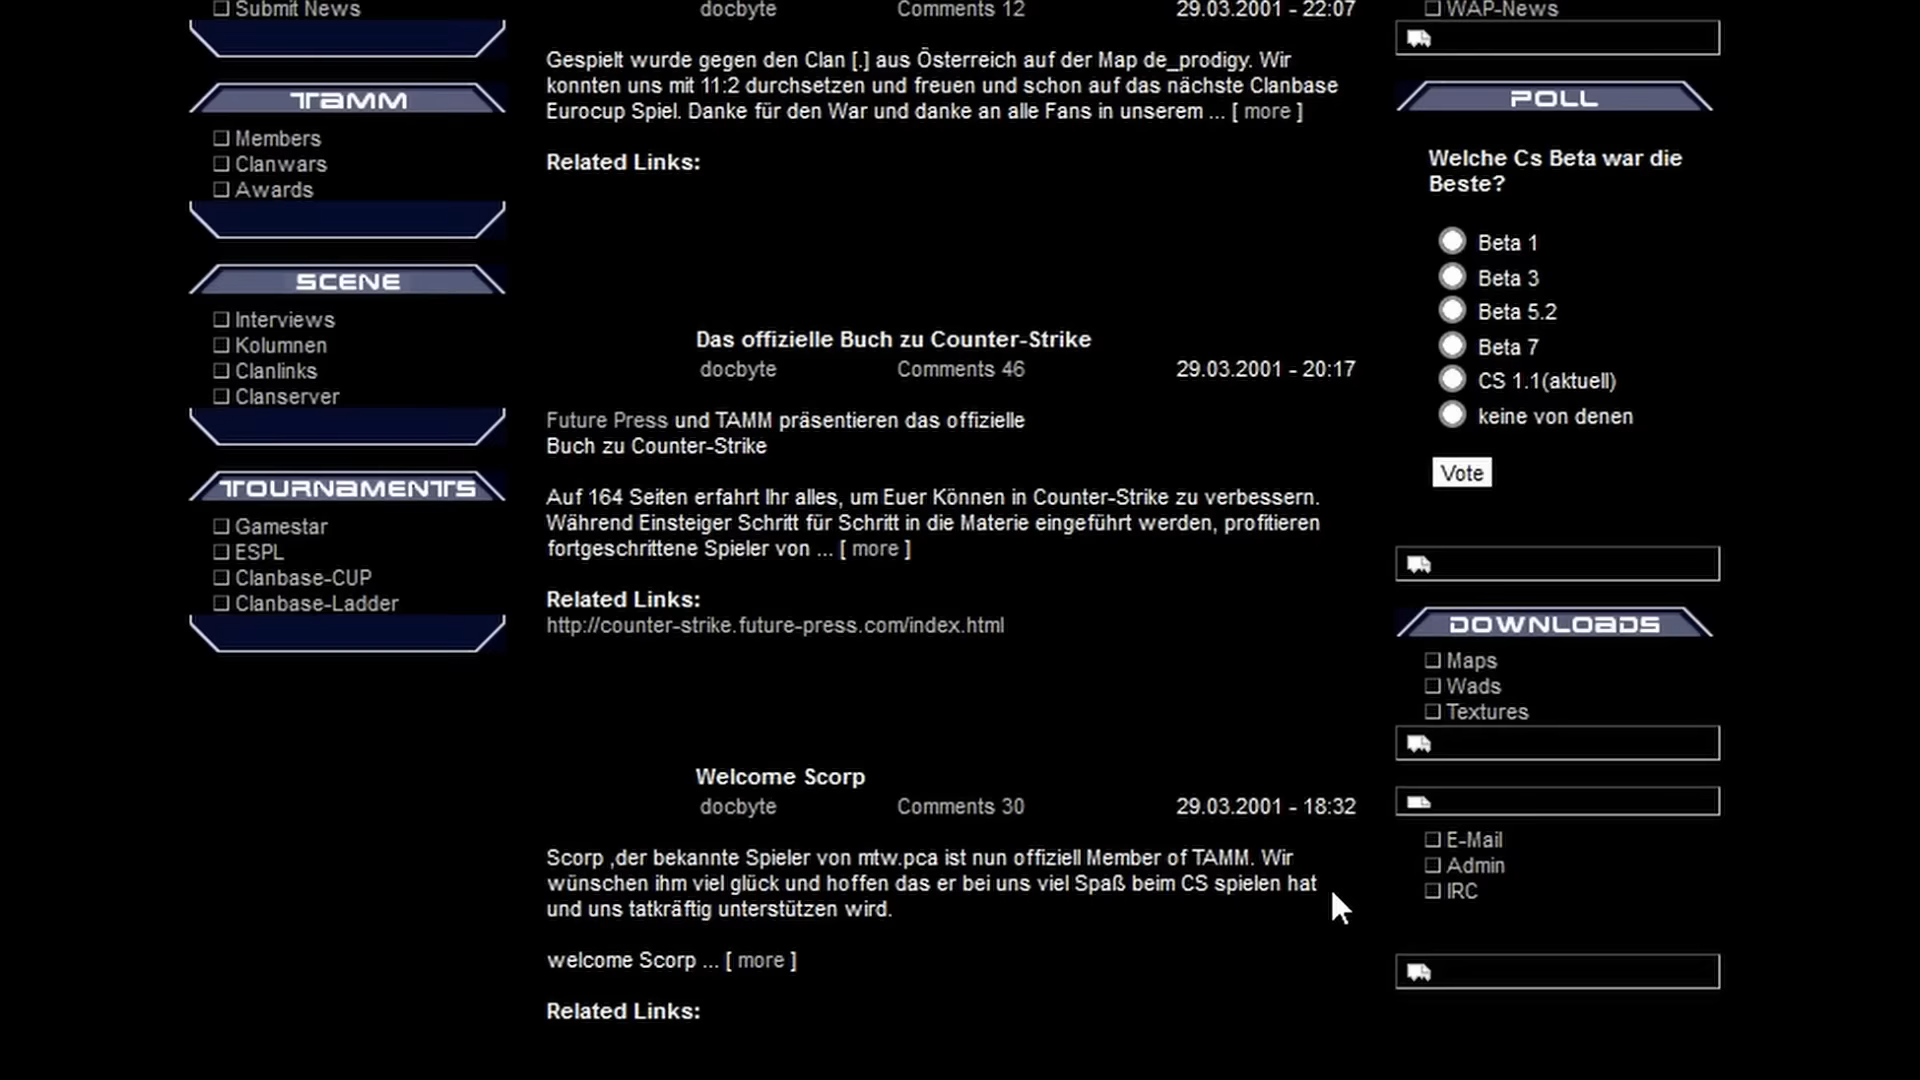 Submit News
TAMM
Members
Clanwars
Awards
SCENE
Interviews
Kolumnen
Clanlinks
Clanserver
TOURNAMENTS
Gamestar
ESPL
Clanbase-CUP
Clanbase-Ladder
docbyte Comments 12 29.03.2001 - 22:07
Gespielt wurde gegen den Clan [.] aus Österreich auf der Map de_prodigy. Wir
konnten uns mit 11:2 durchsetzen und freuen und schon auf das nächste Clanbase
Eurocup Spiel. Danke für den War und danke an alle Fans in unserem ... [ more ]
Related Links:
Das offizielle Buch zu Counter-Strike
docbyte Comments 46 29.03.2001 - 20:17
Future Press und TAMM präsentieren das offizielle
Buch zu Counter-Strike
Auf 164 Seiten erfahrt Ihr alles, um Euer Können in Counter-Strike zu verbessern.
Während Einsteiger Schritt für Schritt in die Materie eingeführt werden, profitieren
fortgeschrittene Spieler von ... [ more ]
Related Links:
http://counter-strike.future-press.com/index.html
Welcome Scorp
docbyte Comments 30 29.03.2001 - 18:32
Scorp ,der bekannte Spieler von mtw.pca ist nun offiziell Member of TAMM. Wir
wünschen ihm viel glück und hoffen das er bei uns viel Spaß beim CS spielen hat
und uns tatkräftig unterstützen wird.
welcome Scorp ... [ more ]
Related Links:
WAP-News
POLL
Welche Cs Beta war die
Beste?
Beta 1
Beta 3
Beta 5.2
Beta 7
CS 1.1(aktuell)
keine von denen
Vote
DOWNLOADS
Maps
Wads
Textures
E-Mail
Admin
IRC